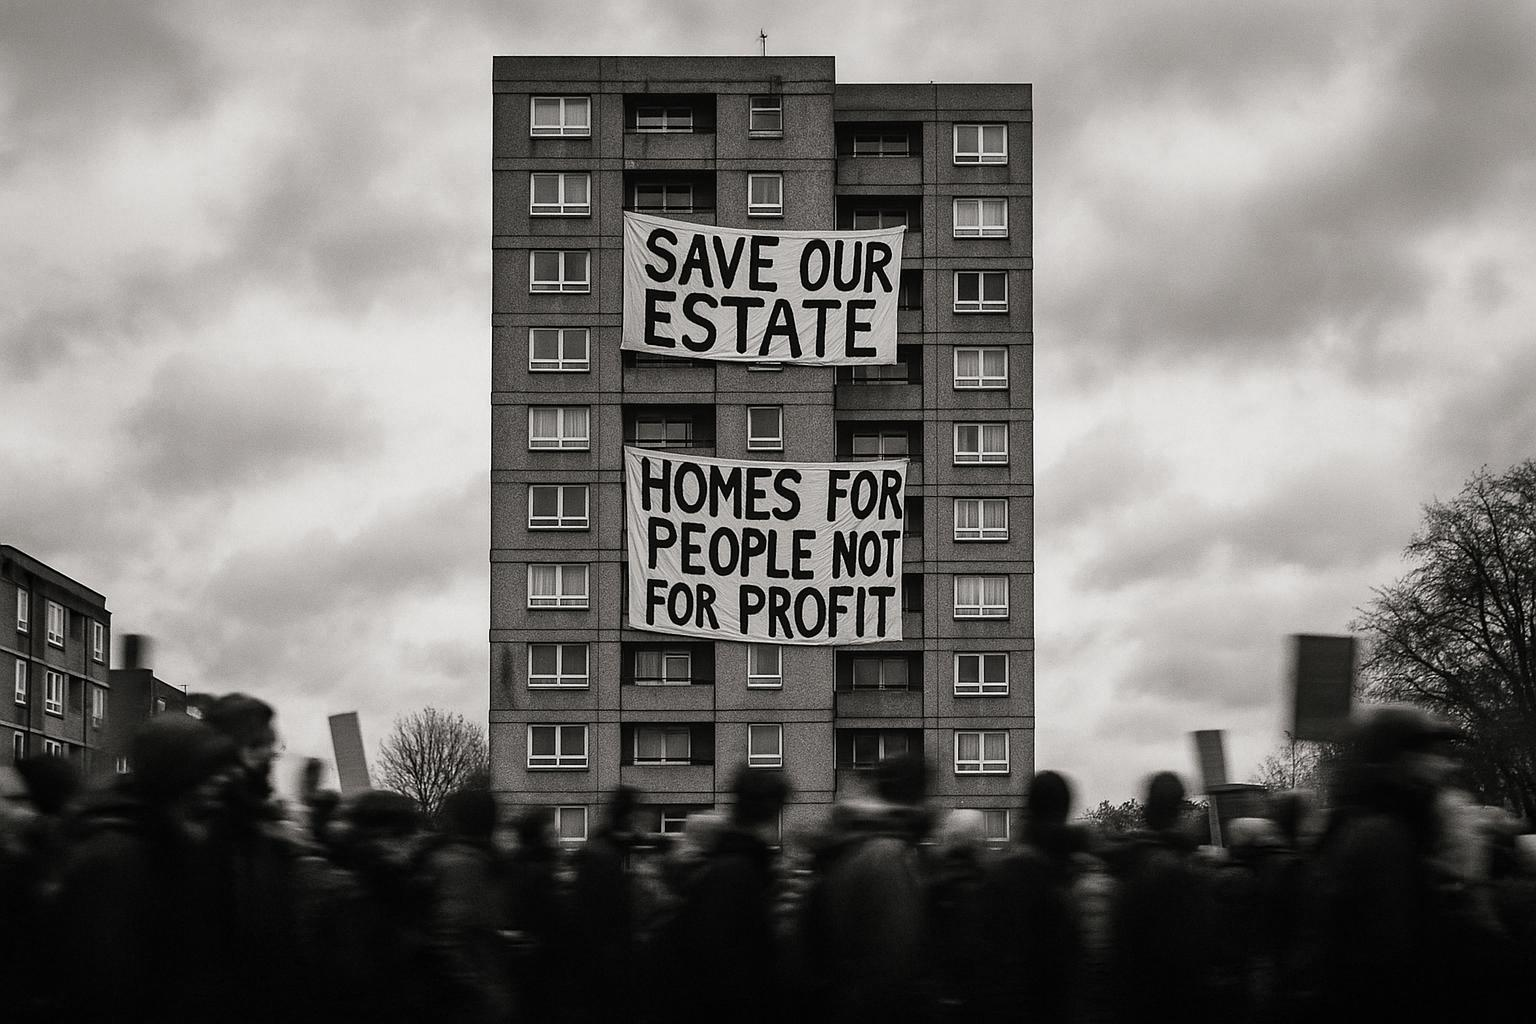 SAVE OUR
ESTATE
HOMES FOR
PEOPLE NOT
FOR PROFIT